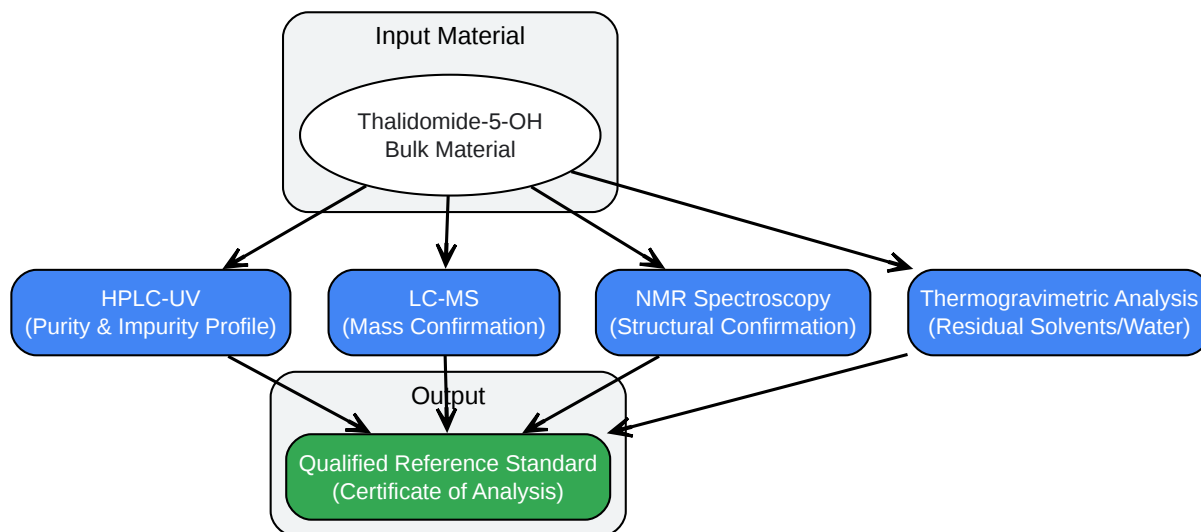 Input Material
Thalidomide-5-OH
Bulk Material
HPLC-UV
(Purity & Impurity Profile)
LC-MS
(Mass Confirmation)
NMR Spectroscopy
(Structural Confirmation)
Thermogravimetric Analysis
(Residual Solvents/Water)
Output
Qualified Reference Standard
(Certificate of Analysis)